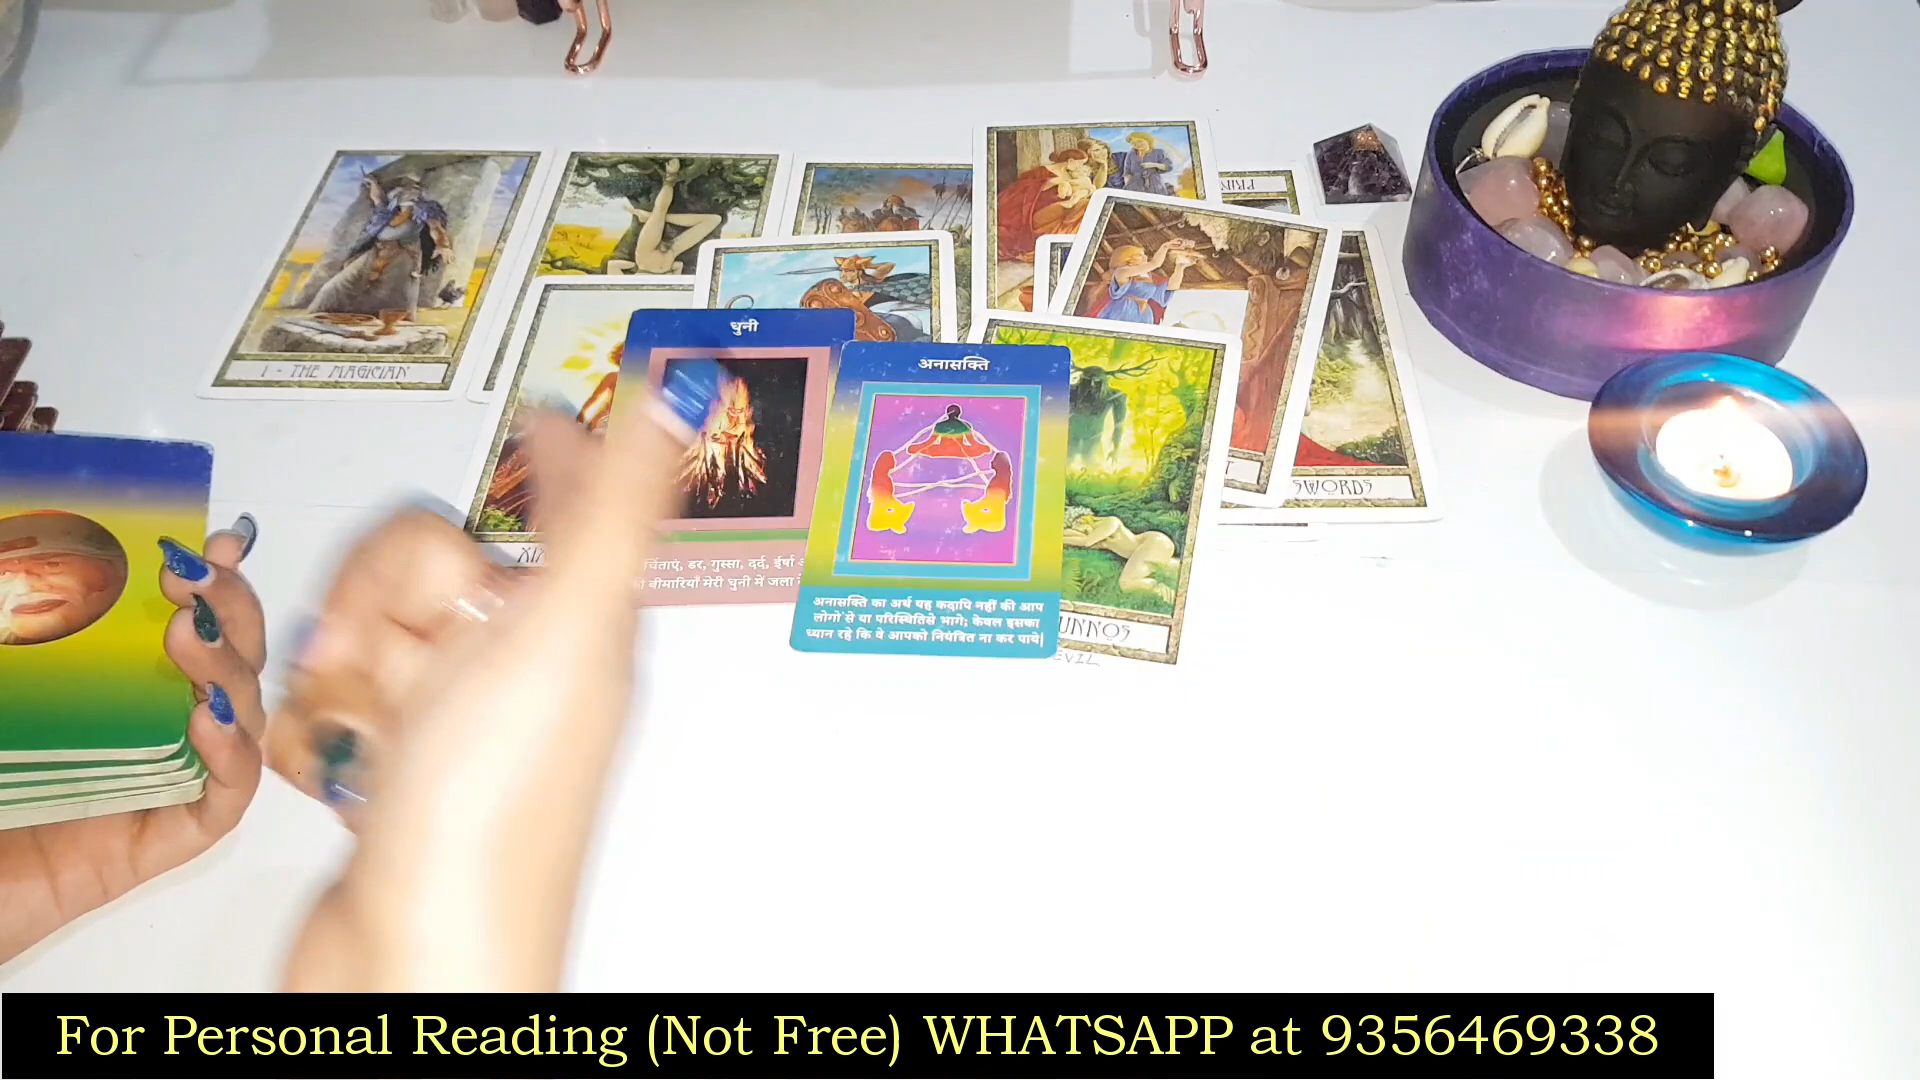 I - THE MAGICIAN
धुनी
अनासक्ति
SWORDS
चिंताएं, डर, गुस्सा, दर्द, ईर्षा
बीमारियाँ मेरी धुनी में जला
अनासक्ति का अर्थ यह कदापि नहीं की आप
लोगों से या परिस्थितिसे भागे; केवल इसका
ध्यान रहे कि वे आपको नियंत्रित ना कर पाये|
UNNOS
EVIL
For Personal Reading (Not Free) WHATSAPP at 9356469338